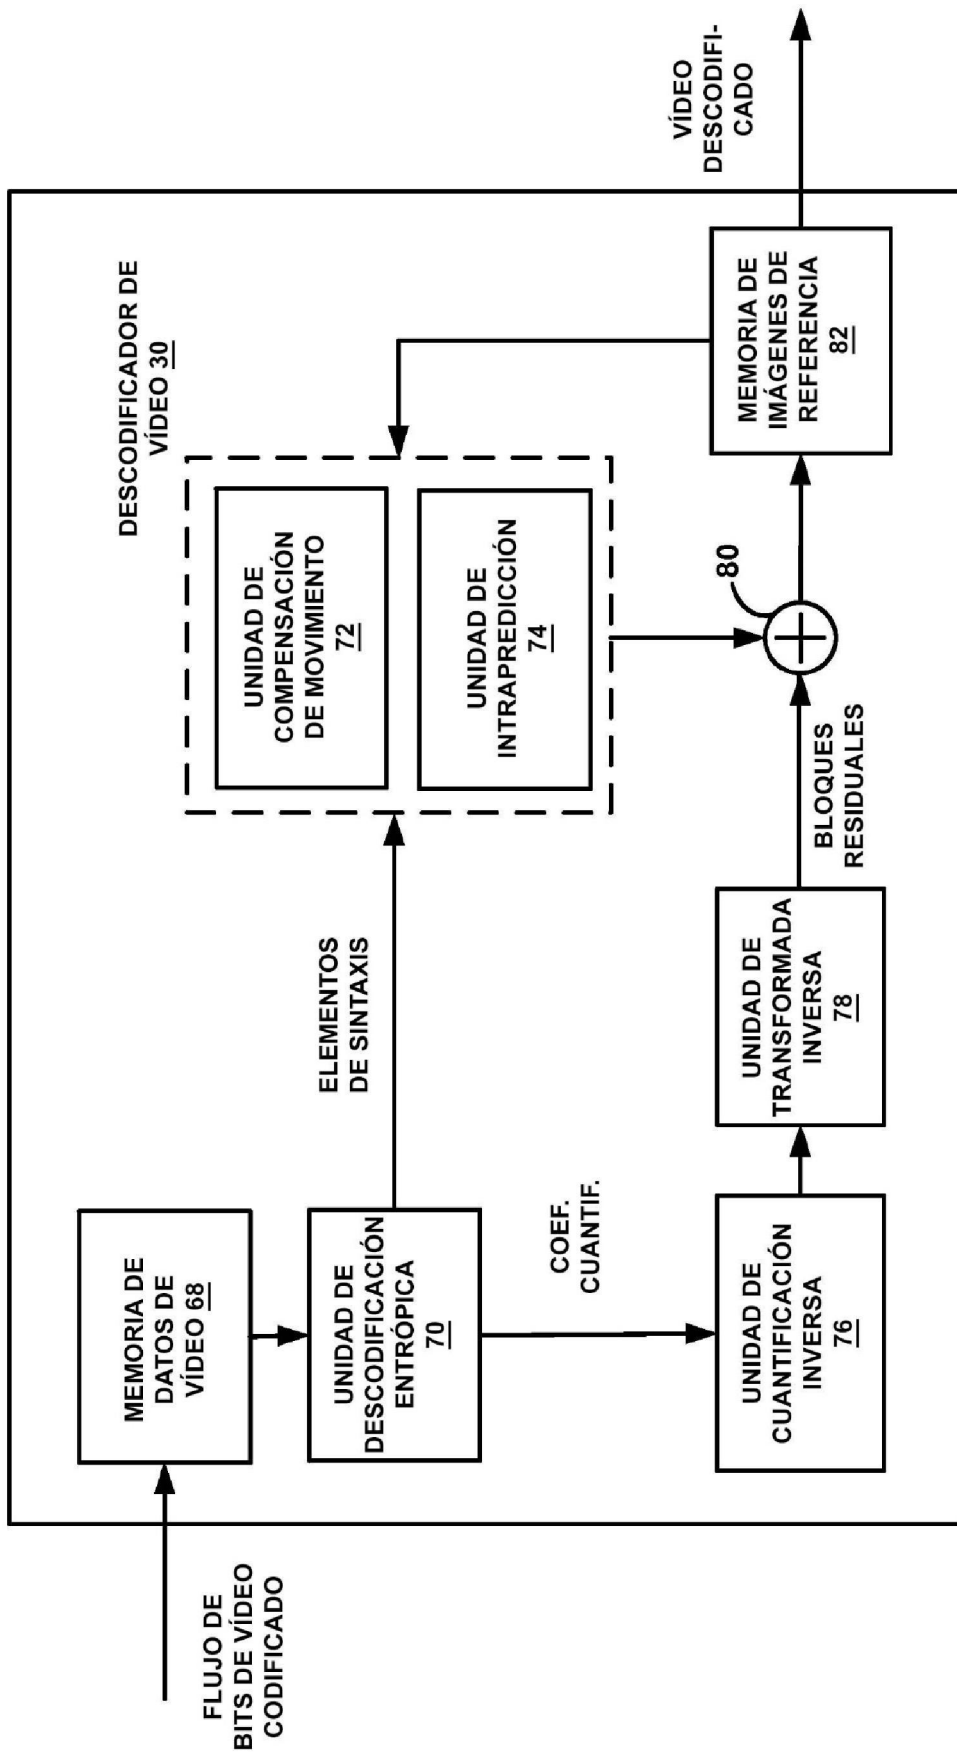 FLUJO DE
BITS DE VÍDEO
CODIFICADO
MEMORIA DE
DATOS DE
VÍDEO 68
UNIDAD DE
DESCODIFICACIÓN
ENTRÓPICA
70
ELEMENTOS
DE SINTAXIS
COEF.
CUANTIF.
DESCODIFICADOR DE
VÍDEO 30
UNIDAD DE
COMPENSACIÓN
DE MOVIMIENTO
72
UNIDAD DE
INTRAPREDICCIÓN
74
UNIDAD DE
CUANTIFICACIÓN
INVERSA
76
UNIDAD DE
TRANSFORMADA
INVERSA
78
BLOQUES
RESIDUALES
80
MEMORIA DE
IMÁGENES DE
REFERENCIA
82
VÍDEO
DESCODIFI-
CADO